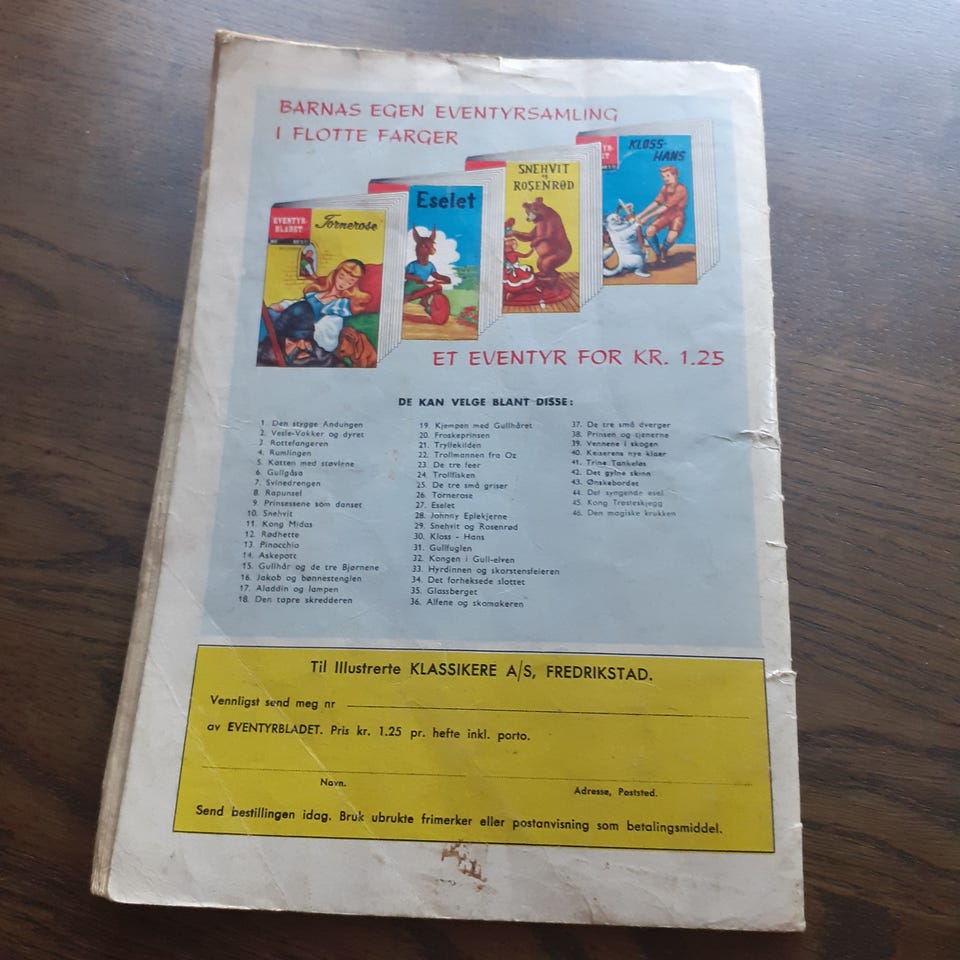 BARNAS EGEN EVENTYRSAMLING
I FLOTTE FARGER
EVENTYR-
BLADET
Tornerose
Eselet
SNEHVIT
og
ROSENRØD
KLOSS-
HANS
ET EVENTYR FOR KR. 1.25
DE KAN VELGE BLANT DISSE:
1. Den stygge Andungen
2. Vesle-Vakker og dyret
3. Rottefangeren
4. Rumlingen
5. Katten med støvlene
6. Gullgåsa
7. Svinedrengen
8. Rapunsel
9. Prinsessene som danset
10. Snehvit
11. Kong Midas
12. Rødhette
13. Pinocchio
14. Askepott
15. Gullhår og de tre Bjørnene
16. Jakob og bønnestenglen
17. Aladdin og lampen
18. Den tapre skredderen
19. Kjempen med Gullhåret
20. Froskeprinsen
21. Tryllekilden
22. Trollmannen fra Oz
23. De tre feer
24. Trollfisken
25. De tre små griser
26. Tornerose
27. Eselet
28. Johnny Eplekjerne
29. Snehvit og Rosenrød
30. Kloss - Hans
31. Gullfuglen
32. Kongen i Gull-elven
33. Hyrdinnen og skorstensfeieren
34. Det forheksede slottet
35. Glassberget
36. Alfene og skomakeren
37. De tre små dverger
38. Prinsen og tjenerne
39. Vennene i skogen
40. Keiserens nye klær
41. Trine Tankeløs
42. Det gylne skinn
43. Ønskebordet
44. Det syngende esel
45. Kong Trøsteskjegg
46. Den magiske krukken
Til Illustrerte KLASSIKERE A/S, FREDRIKSTAD.
Vennligst send meg nr
av EVENTYRBLADET. Pris kr. 1.25 pr. hefte inkl. porto.
Navn. Adresse, Poststed.
Send bestillingen idag. Bruk ubrukte frimerker eller postanvisning som betalingsmiddel.